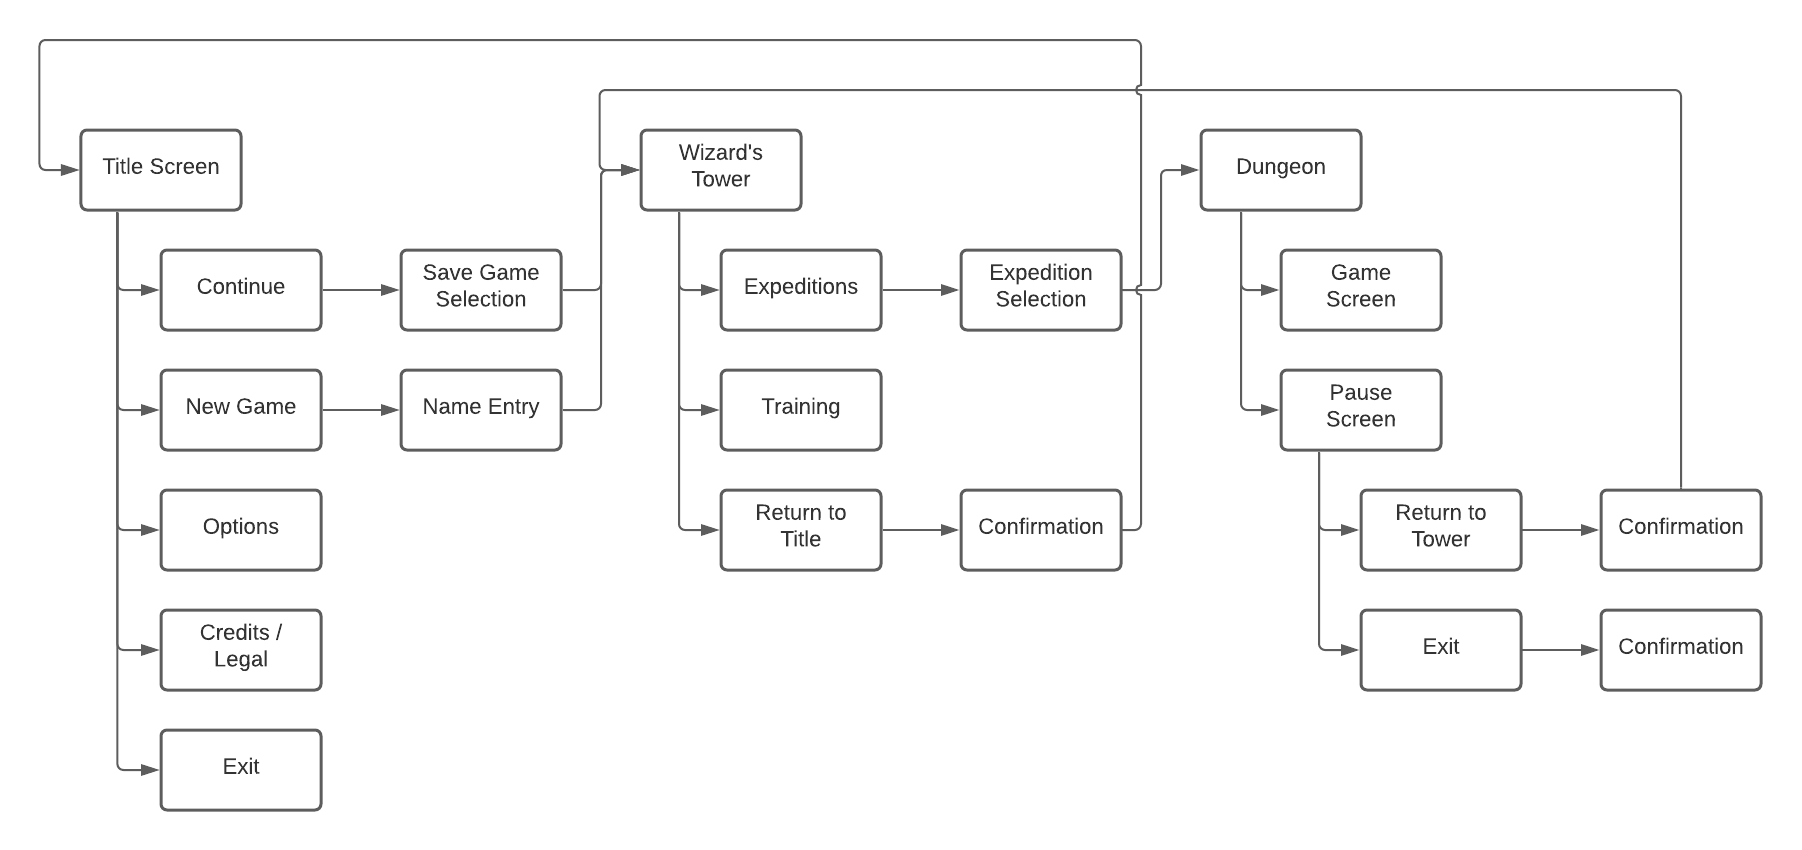 Title Screen
Wizard's
Tower
Dungeon
Continue
Save Game
Selection
Expeditions
Expedition
Selection
Game
Screen
New Game
Name Entry
Training
Pause
Screen
Options
Return to
Title
Confirmation
Return to
Tower
Confirmation
Credits /
Legal
Exit
Confirmation
Exit